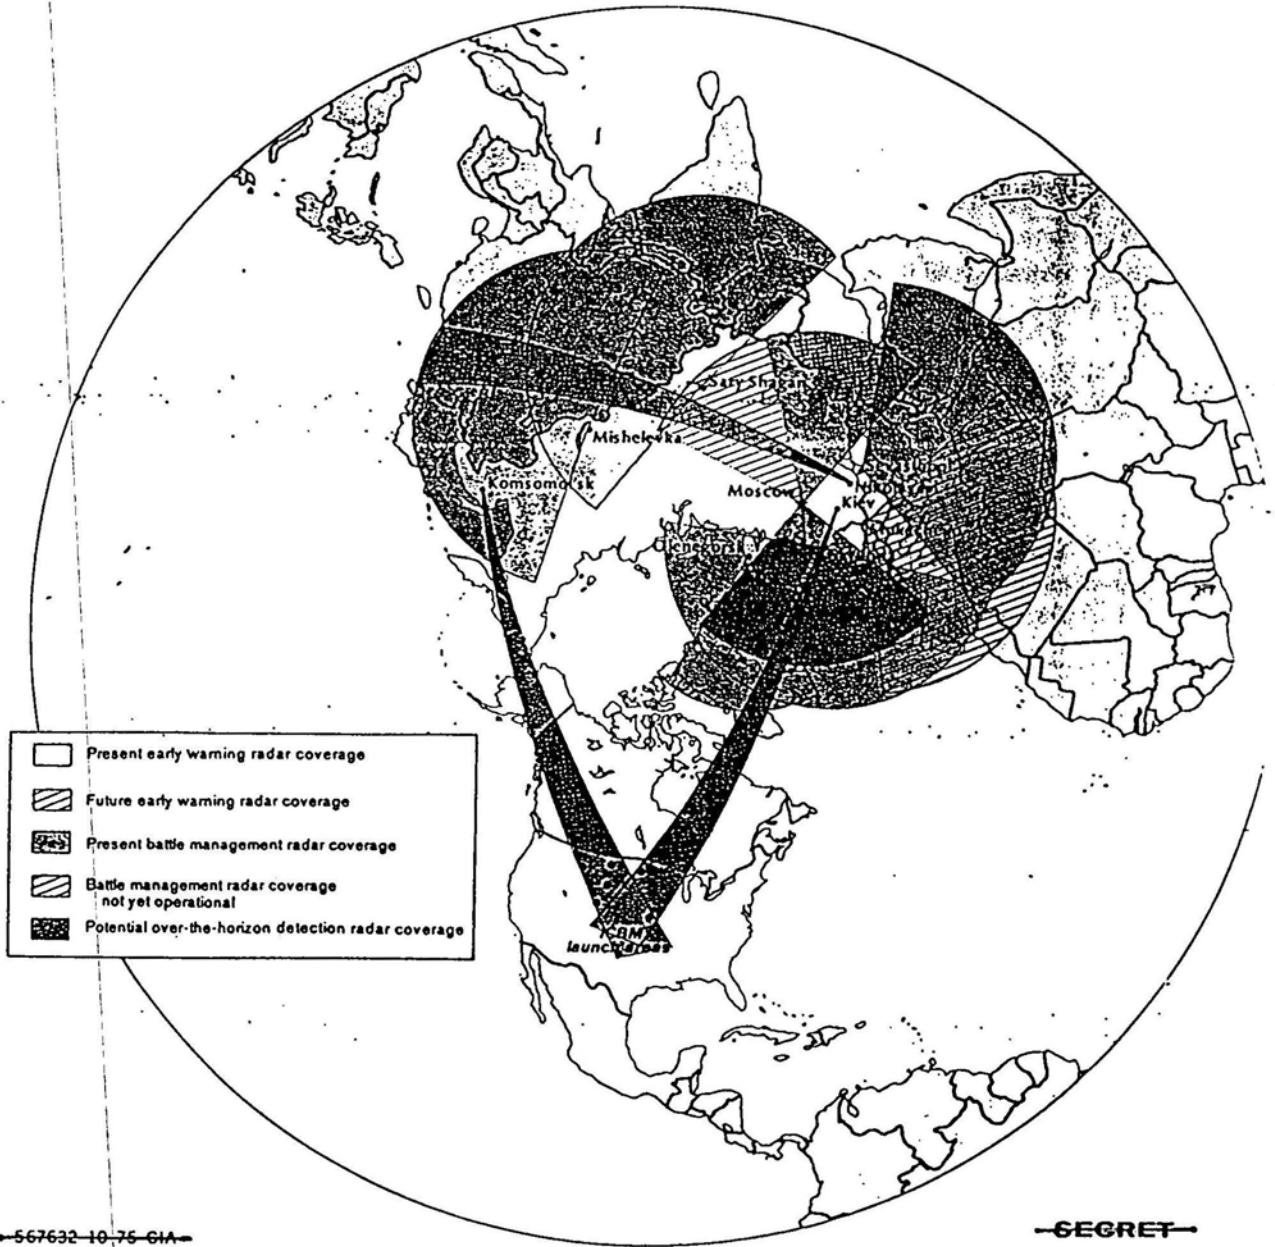 Sary Shagan
Mishelevka
Komsomolsk
Moscow
Kiev
Olenegorsk
Present early warning radar coverage
Future early warning radar coverage
Present battle management radar coverage
Battle management radar coverage
not yet operational
Potential over-the-horizon detection radar coverage
ICBM
launch areas
567632 10-75 CIA
SECRET